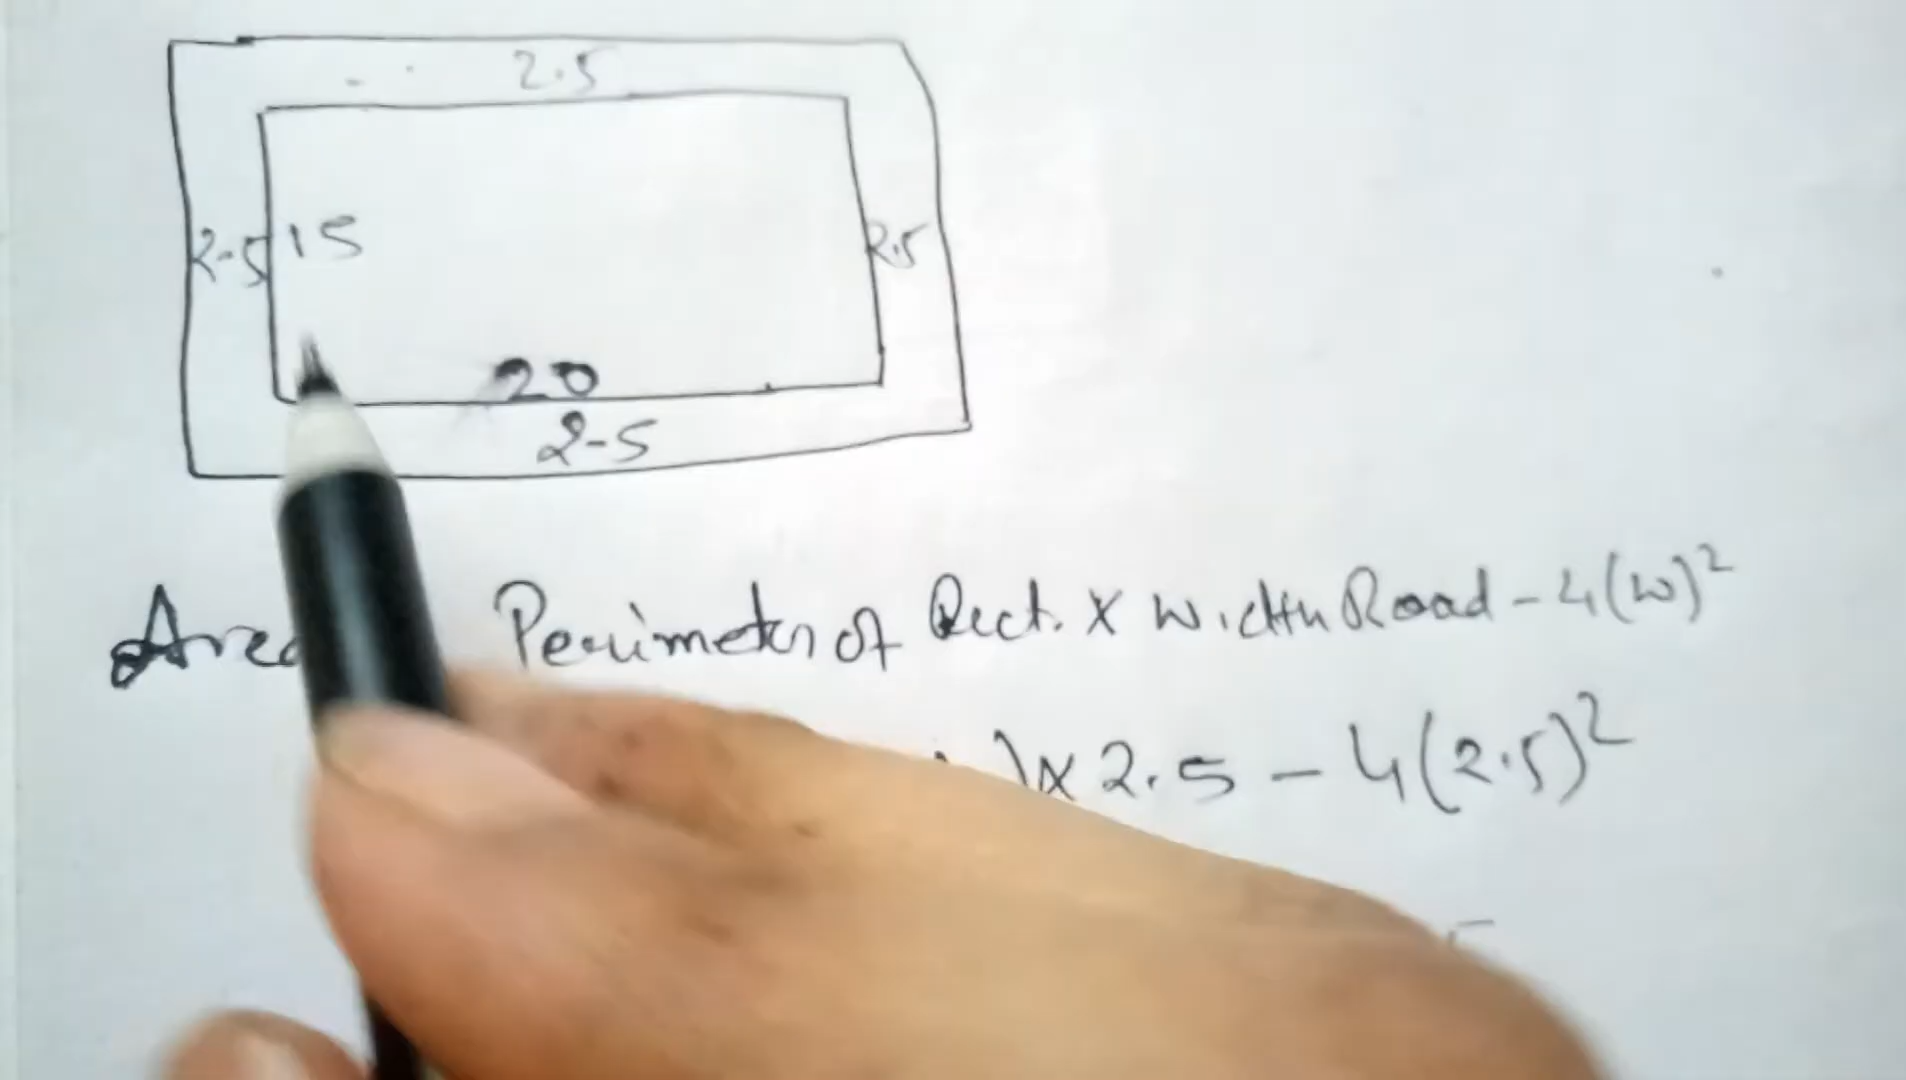 2.5
2-5 15 2.5
20
2-5
Perimeter of Rect. x width Road - 4(w)²
)x 2.5 - 4(2.5)²